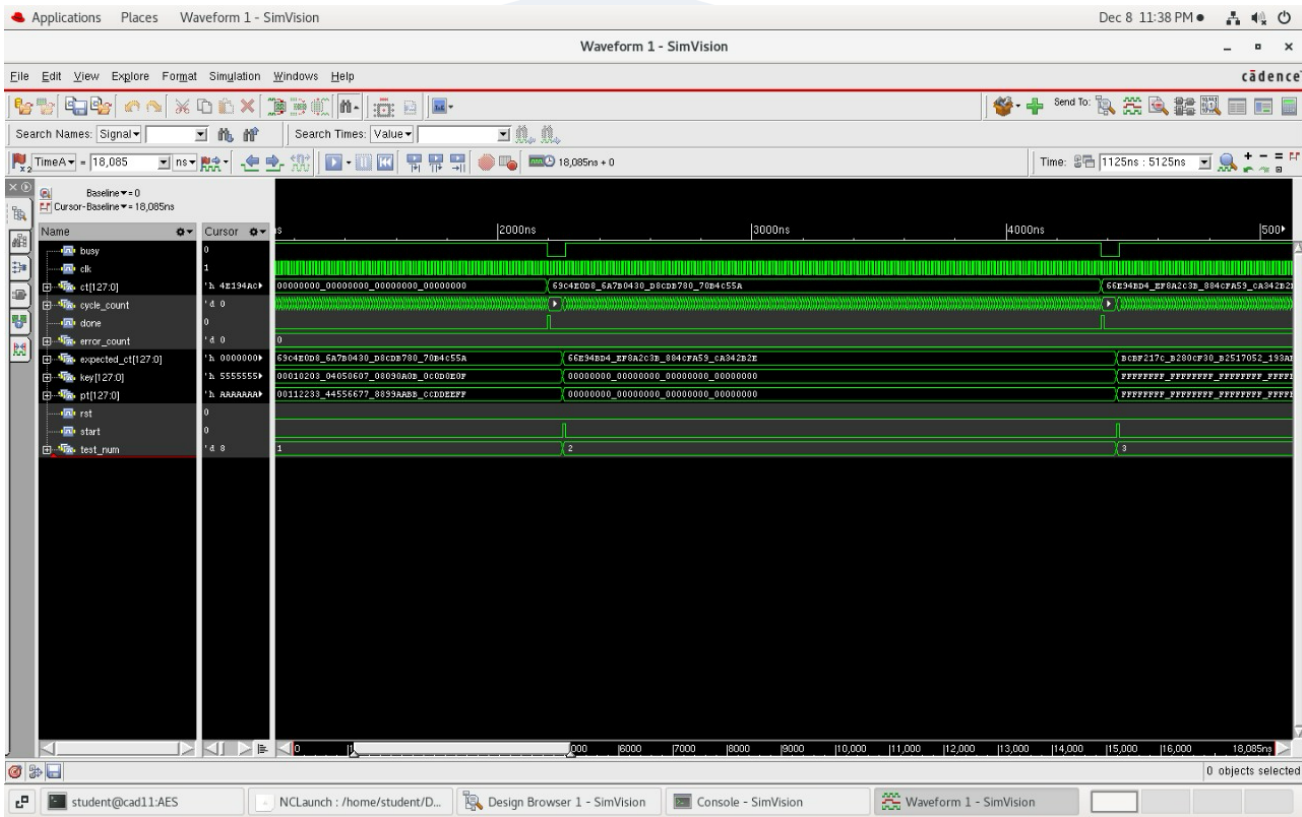 Applications Places Waveform 1 - SimVision Dec 8 11:38 PM
Waveform 1 - SimVision
File Edit View Explore Format Simulation Windows Help cādence
Send To:
Search Names: Signal Search Times: Value
TimeA = 18,085 ns 18,085ns + 0 Time: 1125ns : 5125ns
Baseline = 0
Cursor-Baseline = 18,085ns
Name Cursor 2000ns 3000ns 4000ns 500
busy 0
clk 1
ct[127:0] 'h 4E194AC 00000000_00000000_00000000_00000000 69C4E0D8_6A7B0430_D8CDB780_70B4C55A 66E94BD4_EF8A2C3B_884CFA59_CA342B2
cycle_count 'd 0
done 0
error_count 'd 0 0
expected_ct[127:0] 'h 0000000 69C4E0D8_6A7B0430_D8CDB780_70B4C55A 66E94BD4_EF8A2C3B_884CFA59_CA342B2E BCBF217C_B280CF30_B2517052_193A
key[127:0] 'h 5555555 00010203_04050607_08090A0B_0C0D0E0F 00000000_00000000_00000000_00000000 FFFFFFFF_FFFFFFFF_FFFFFFFF_FFFF
pt[127:0] 'h AAAAAAA 00112233_44556677_8899AABB_CCDDEEFF 00000000_00000000_00000000_00000000 FFFFFFFF_FFFFFFFF_FFFFFFFF_FFFF
rst 0
start 0
test_num 'd 8 1 2 3
0 000 6000 7000 8000 9000 10,000 11,000 12,000 13,000 14,000 15,000 16,000 18,085ns
0 objects selected
student@cad11:AES NCLaunch : /home/student/D... Design Browser 1 - SimVision Console - SimVision Waveform 1 - SimVision